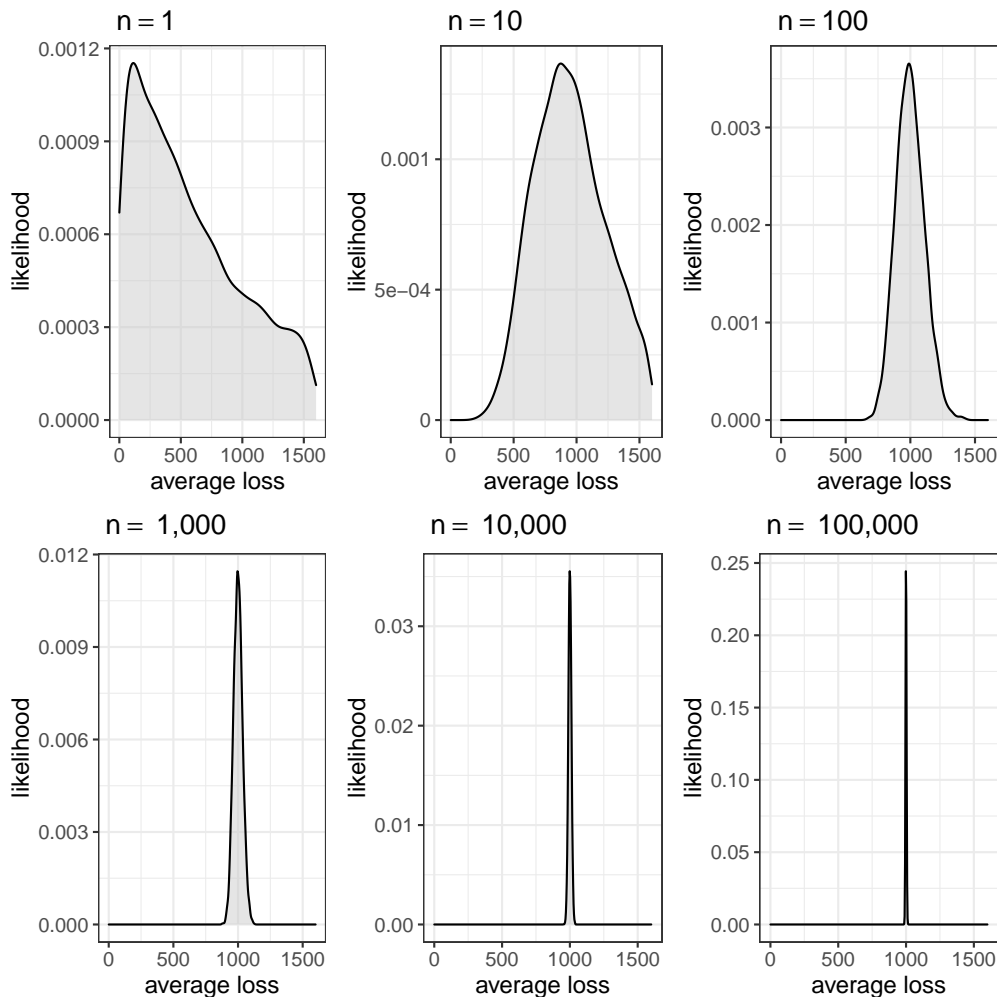 n = 1
0.0012
0.0009
0.0006
0.0003
0.0000
likelihood
0 500 1000 1500
average loss
n = 10
0.001
5e−04
0
likelihood
0 500 1000 1500
average loss
n = 100
0.003
0.002
0.001
0.000
likelihood
0 500 1000 1500
average loss
n = 1,000
0.012
0.009
0.006
0.003
0.000
likelihood
0 500 1000 1500
average loss
n = 10,000
0.03
0.02
0.01
0.00
likelihood
0 500 1000 1500
average loss
n = 100,000
0.25
0.20
0.15
0.10
0.05
0.00
likelihood
0 500 1000 1500
average loss